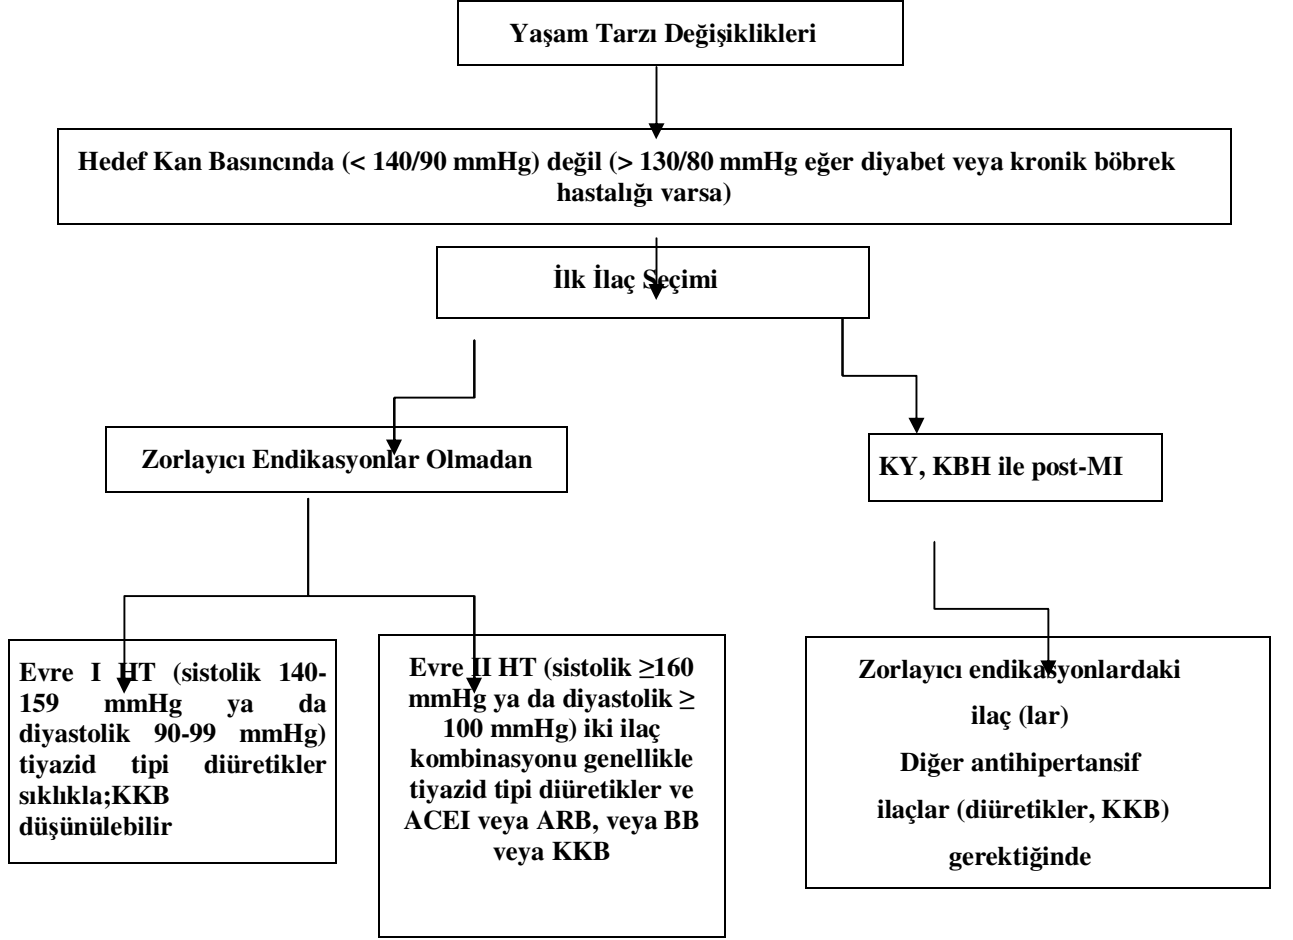 Yaşam Tarzı Değişiklikleri
Hedef Kan Basıncında (< 140/90 mmHg) değil (> 130/80 mmHg eğer diyabet veya kronik böbrek
hastalığı varsa)
İlk İlaç Seçimi
Zorlayıcı Endikasyonlar Olmadan
KY, KBH ile post-MI
Evre I HT (sistolik 140-
159 mmHg ya da
diyastolik 90-99 mmHg)
tiyazid tipi diüretikler
sıklıkla;KKB
düşünülebilir
Evre II HT (sistolik ≥160
mmHg ya da diyastolik ≥
100 mmHg) iki ilaç
kombinasyonu genellikle
tiyazid tipi diüretikler ve
ACEI veya ARB, veya BB
veya KKB
Zorlayıcı endikasyonlardaki
ilaç (lar)
Diğer antihipertansif
ilaçlar (diüretikler, KKB)
gerektiğinde